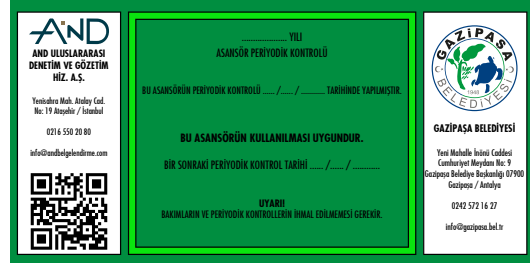 AND
AND ULUSLARARASI
DENETİM VE GÖZETİM
HİZ. A.Ş.
Yenisahra Mah. Atalay Cad.
No: 19 Ataşehir / İstanbul
0216 550 20 80
info@andbelgelendirme.com
..................... YILI
ASANSÖR PERİYODİK KONTROLÜ
BU ASANSÖRÜN PERİYODİK KONTROLÜ ...... /...... / ............ TARİHİNDE YAPILMIŞTIR.
BU ASANSÖRÜN KULLANILMASI UYGUNDUR.
BİR SONRAKİ PERİYODİK KONTROL TARİHİ ...... /...... / .............
UYARI!
BAKIMLARIN VE PERİYODİK KONTROLLERİN İHMAL EDİLMEMESİ GEREKİR.
GAZİPAŞA
1948
BELEDİYESİ
GAZİPAŞA BELEDİYESİ
Yeni Mahalle İnönü Caddesi
Cumhuriyet Meydanı No: 9
Gazipaşa Belediye Başkanlığı 07900
Gazipaşa / Antalya
0242 572 16 27
info@gazipasa.bel.tr